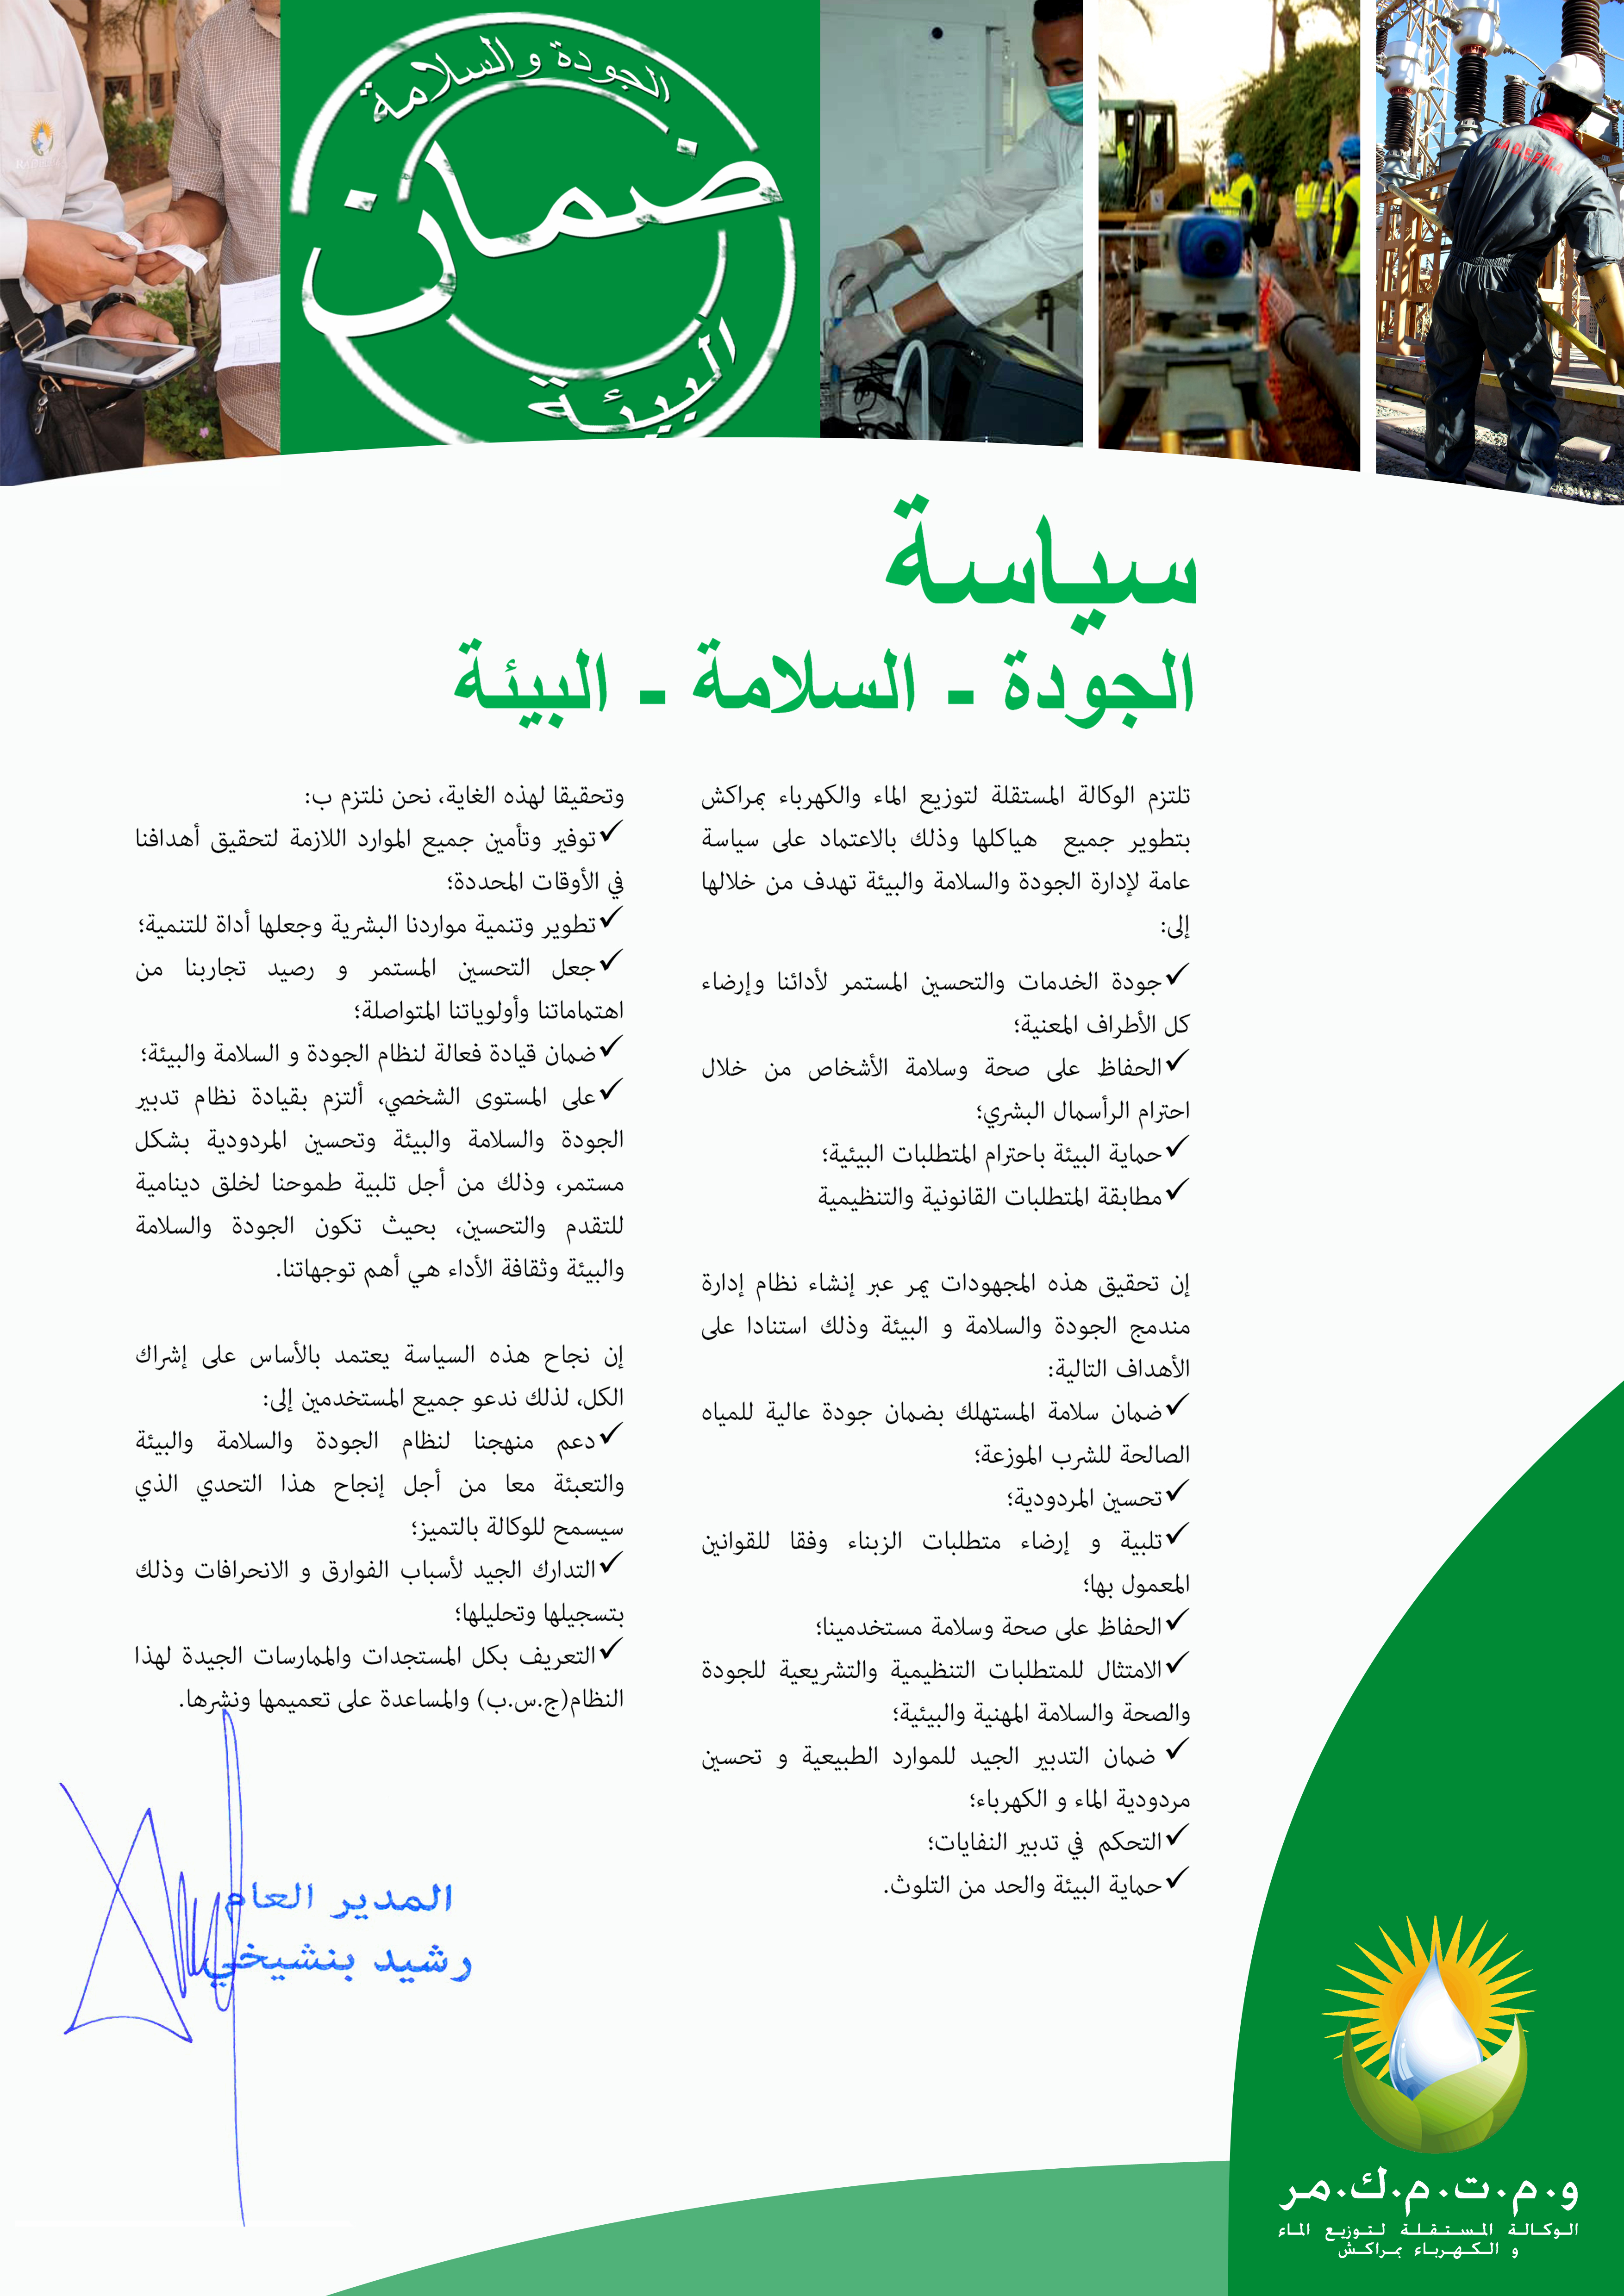 الجودة والسلامة
ضمان
البيئة
RADEEMA
سياسة
الجودة - السلامة - البيئة
تلتزم الوكالة المستقلة لتوزيع الماء والكهرباء بمراكش
بتطوير جميع هياكلها وذلك بالاعتماد على سياسة
عامة لإدارة الجودة والسلامة والبيئة تهدف من خلالها
إلى:
✓جودة الخدمات والتحسين المستمر لأدائنا وإرضاء
كل الأطراف المعنية؛
✓الحفاظ على صحة وسلامة الأشخاص من خلال
احترام الرأسمال البشري؛
✓حماية البيئة باحترام المتطلبات البيئية؛
✓مطابقة المتطلبات القانونية والتنظيمية
إن تحقيق هذه المجهودات يمر عبر إنشاء نظام إدارة
مندمج الجودة والسلامة و البيئة وذلك استنادا على
الأهداف التالية:
✓ضمان سلامة المستهلك بضمان جودة عالية للمياه
الصالحة للشرب الموزعة؛
✓تحسين المردودية؛
✓تلبية و إرضاء متطلبات الزبناء وفقا للقوانين
المعمول بها؛
✓الحفاظ على صحة وسلامة مستخدمينا؛
✓الامتثال للمتطلبات التنظيمية والتشريعية للجودة
والصحة والسلامة المهنية والبيئية؛
✓ ضمان التدبير الجيد للموارد الطبيعية و تحسين
مردودية الماء و الكهرباء؛
✓التحكم في تدبير النفايات؛
✓حماية البيئة والحد من التلوث.
وتحقيقا لهذه الغاية، نحن نلتزم ب:
✓توفير وتأمين جميع الموارد اللازمة لتحقيق أهدافنا
في الأوقات المحددة؛
✓تطوير وتنمية مواردنا البشرية وجعلها أداة للتنمية؛
✓جعل التحسين المستمر و رصيد تجاربنا من
اهتماماتنا وأولوياتنا المتواصلة؛
✓ضمان قيادة فعالة لنظام الجودة و السلامة والبيئة؛
✓على المستوى الشخصي، ألتزم بقيادة نظام تدبير
الجودة والسلامة والبيئة وتحسين المردودية بشكل
مستمر، وذلك من أجل تلبية طموحنا لخلق دينامية
للتقدم والتحسين، بحيث تكون الجودة والسلامة
والبيئة وثقافة الأداء هي أهم توجهاتنا.
إن نجاح هذه السياسة يعتمد بالأساس على إشراك
الكل، لذلك ندعو جميع المستخدمين إلى:
✓دعم منهجنا لنظام الجودة والسلامة والبيئة
والتعبئة معا من أجل إنجاح هذا التحدي الذي
سيسمح للوكالة بالتميز؛
✓التدارك الجيد لأسباب الفوارق و الانحرافات وذلك
بتسجيلها وتحليلها؛
✓التعريف بكل المستجدات والممارسات الجيدة لهذا
النظام(ج.س.ب) والمساعدة على تعميمها ونشرها.
المدير العام
رشيد بنشيخي
و.م.ت.م.ك.مر
الوكالة المستقلة لتوزيع الماء
و الكهرباء بمراكش